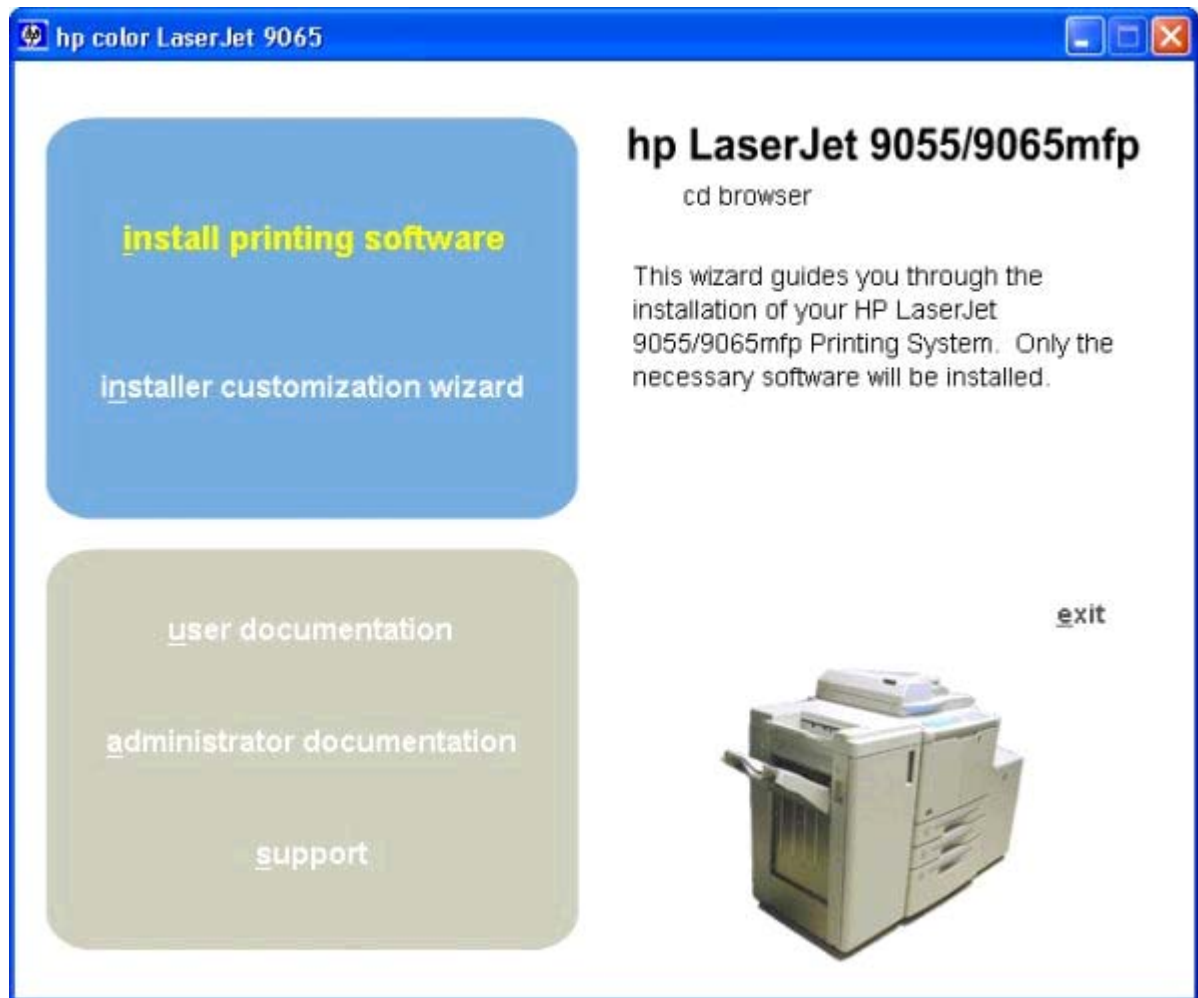 hp color LaserJet 9065
install printing software
installer customization wizard
user documentation
administrator documentation
support
hp LaserJet 9055/9065mfp
cd browser
This wizard guides you through the
installation of your HP LaserJet
9055/9065mfp Printing System.  Only the
necessary software will be installed.
exit